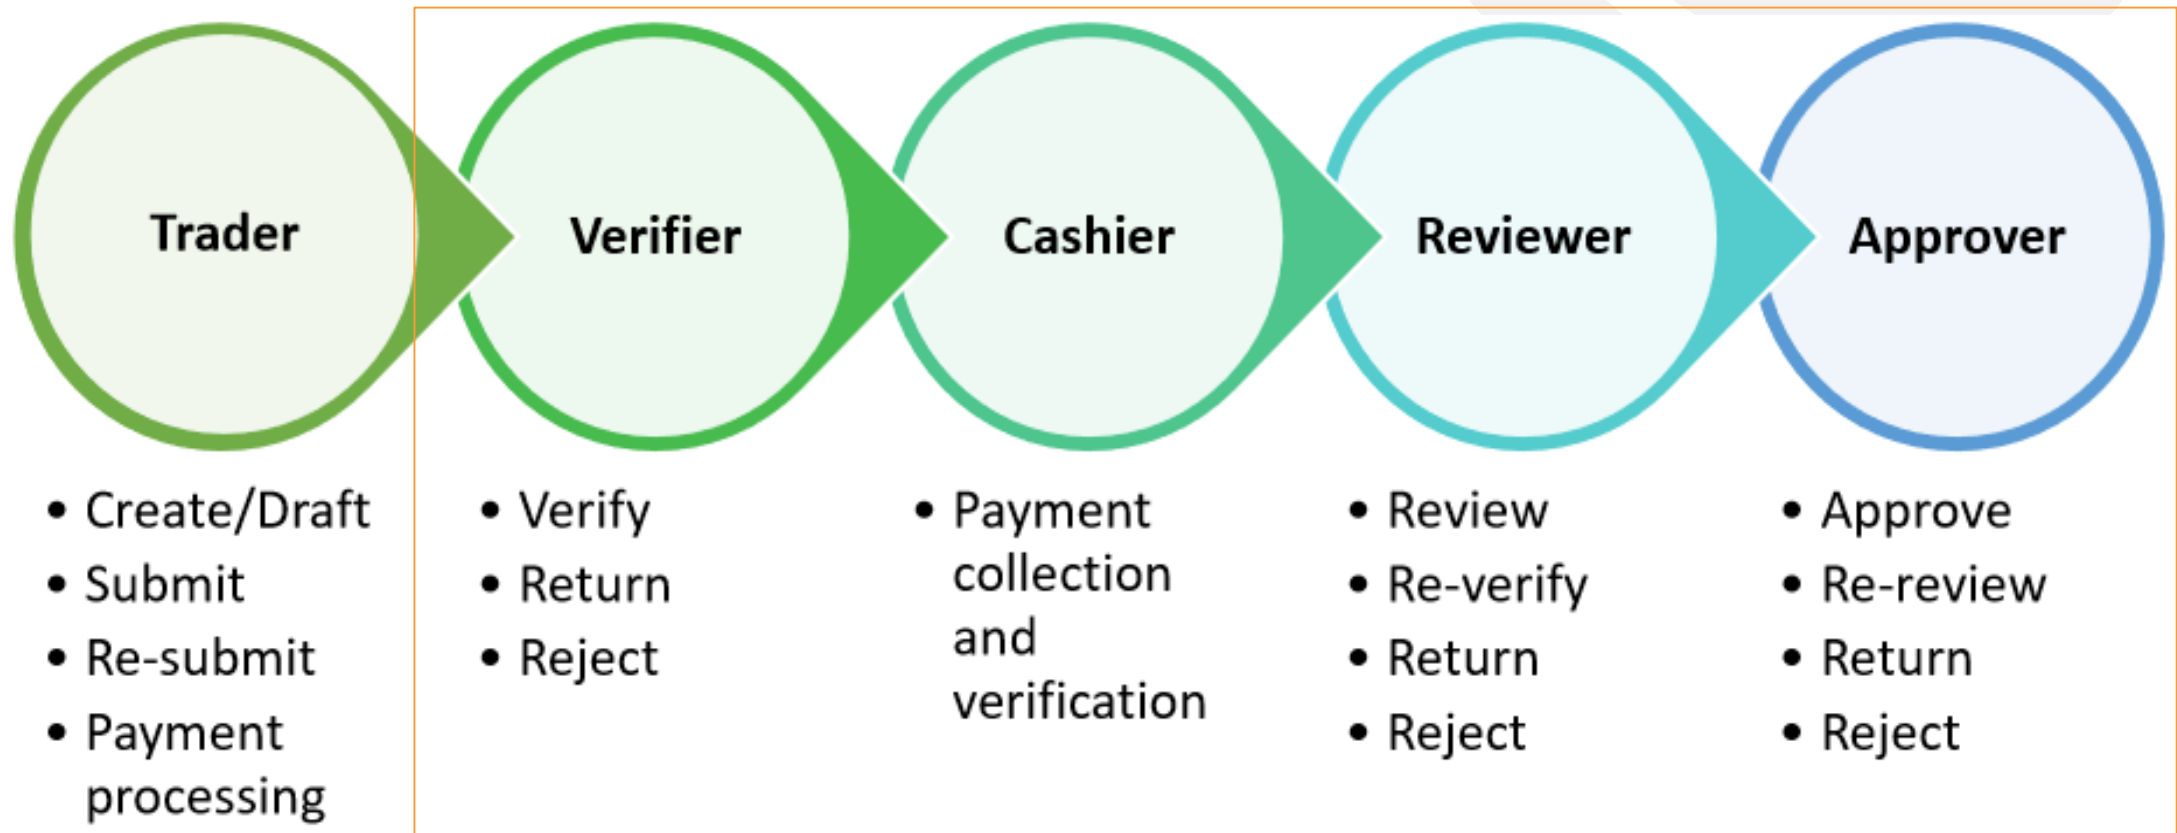 Trader
Verifier
Cashier
Reviewer
Approver
• Create/Draft
• Submit
• Re-submit
• Payment
processing
• Verify
• Return
• Reject
• Payment
collection
and
verification
• Review
• Re-verify
• Return
• Reject
• Approve
• Re-review
• Return
• Reject